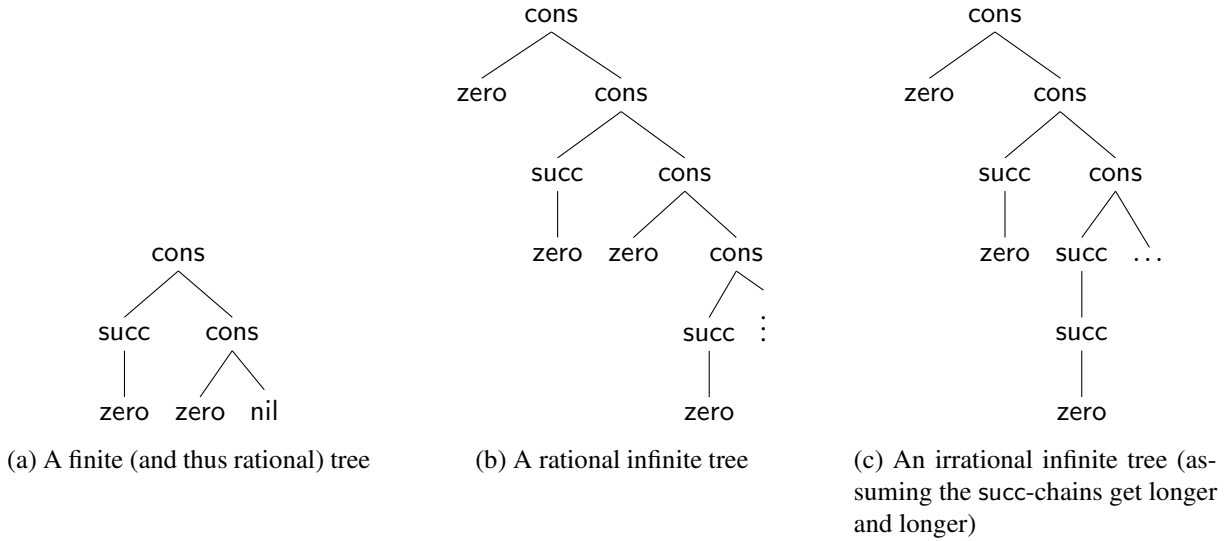 cons
succ cons
zero zero nil
(a) A finite (and thus rational) tree
cons
zero cons
succ cons
zero zero cons
succ ⋮
zero
(b) A rational infinite tree
cons
zero cons
succ cons
zero succ ...
succ
zero
(c) An irrational infinite tree (as-
suming the succ-chains get longer
and longer)